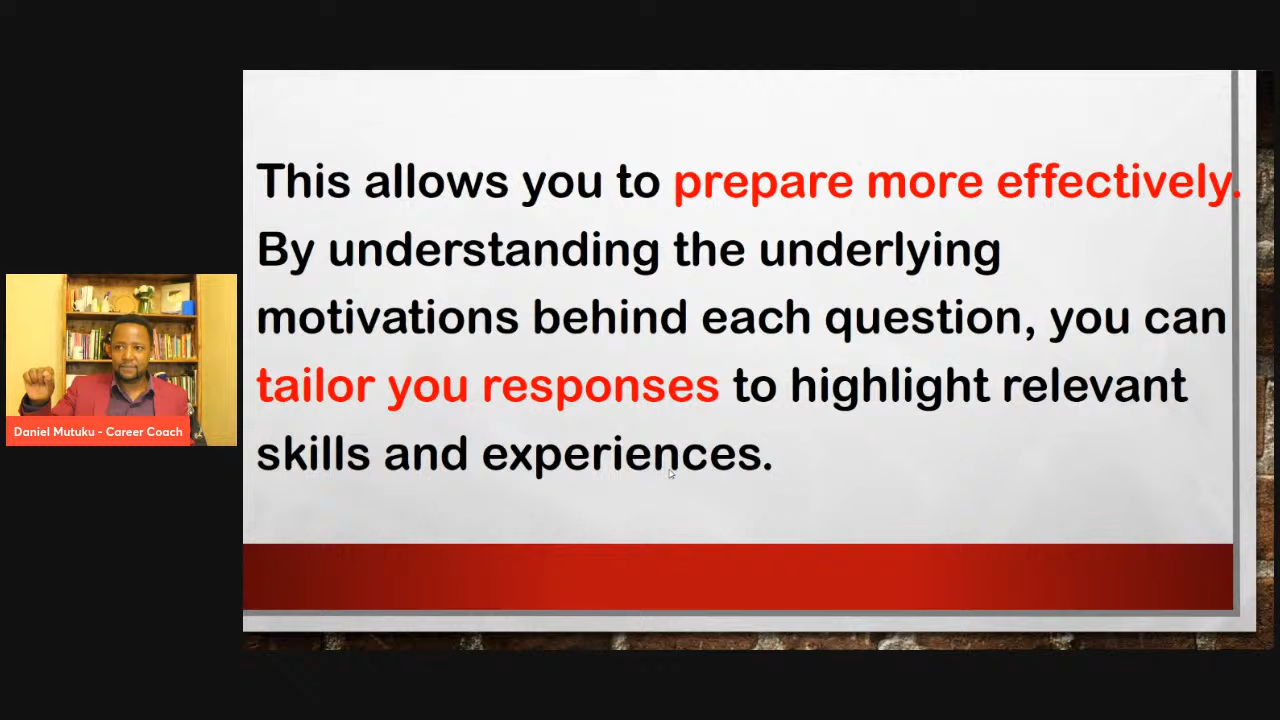 This allows you to prepare more effectively.
By understanding the underlying
motivations behind each question, you can
tailor you responses to highlight relevant
skills and experiences.
Daniel Mutuku - Career Coach